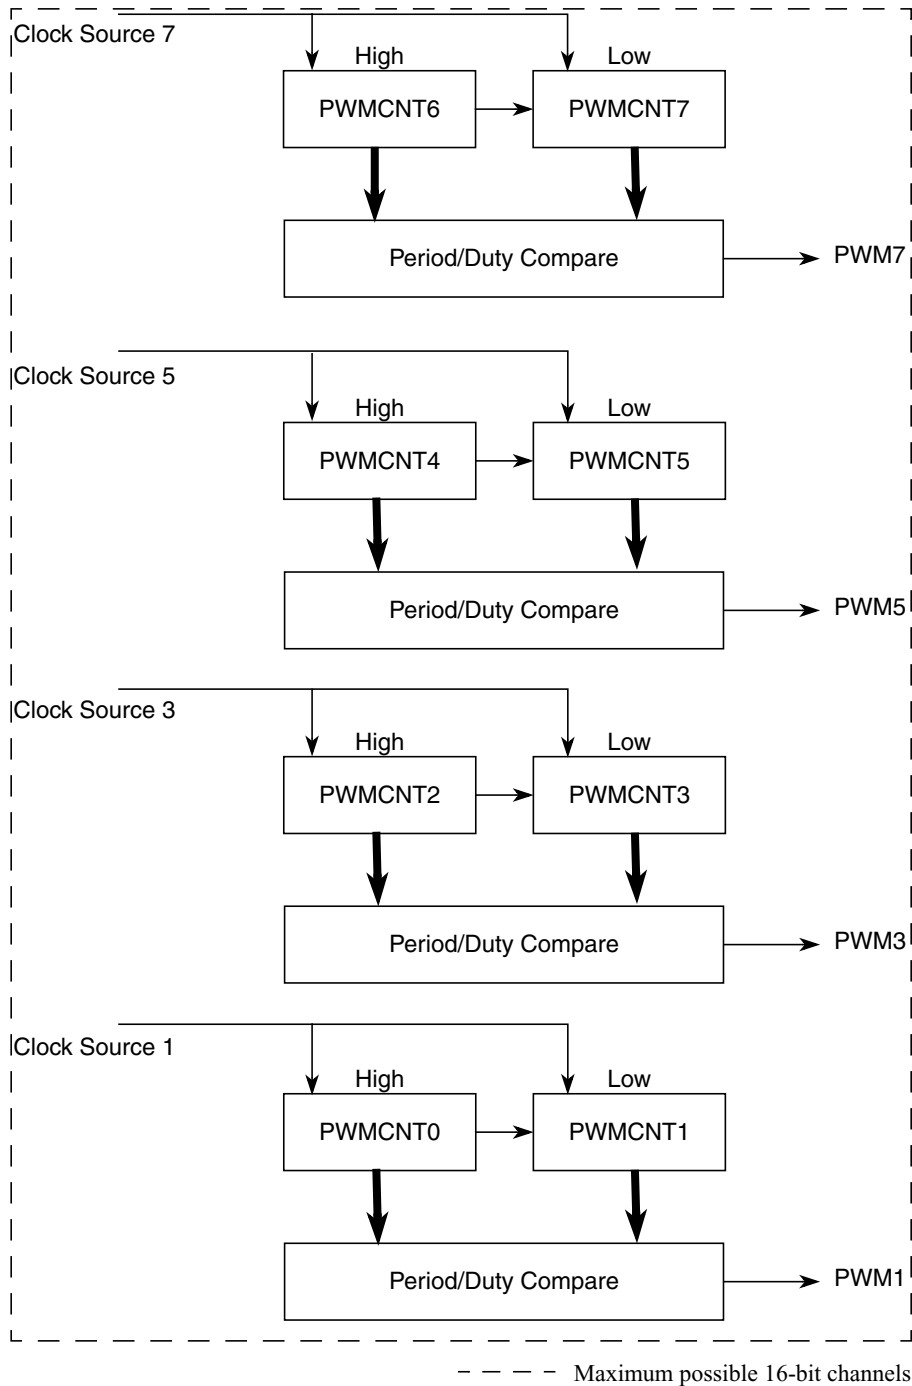 Clock Source 7
High
Low
PWMCNT6
PWMCNT7
Period/Duty Compare
PWM7
Clock Source 5
High
Low
PWMCNT4
PWMCNT5
Period/Duty Compare
PWM5
Clock Source 3
High
Low
PWMCNT2
PWMCNT3
Period/Duty Compare
PWM3
Clock Source 1
High
Low
PWMCNT0
PWMCNT1
Period/Duty Compare
PWM1
Maximum possible 16-bit channels